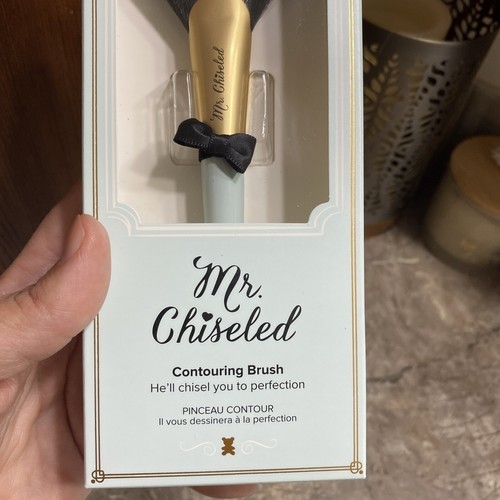 Mr. Chiseled
Mr.
Chiseled
Contouring Brush
He'll chisel you to perfection
PINCEAU CONTOUR
Il vous dessinera à la perfection